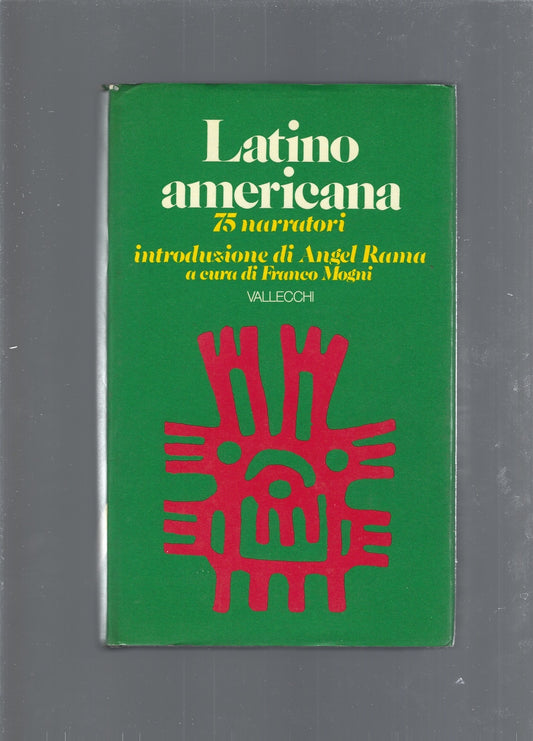 Latino
americana
75 narratori
introduzione di Angel Rama
a cura di Franco Mogni
VALLECCHI